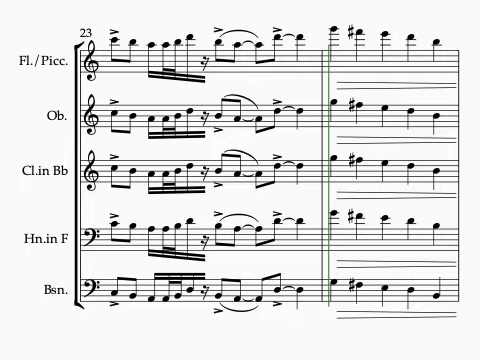 23
Fl./Picc.
Ob.
Cl.in Bb
Hn.in F
Bsn.